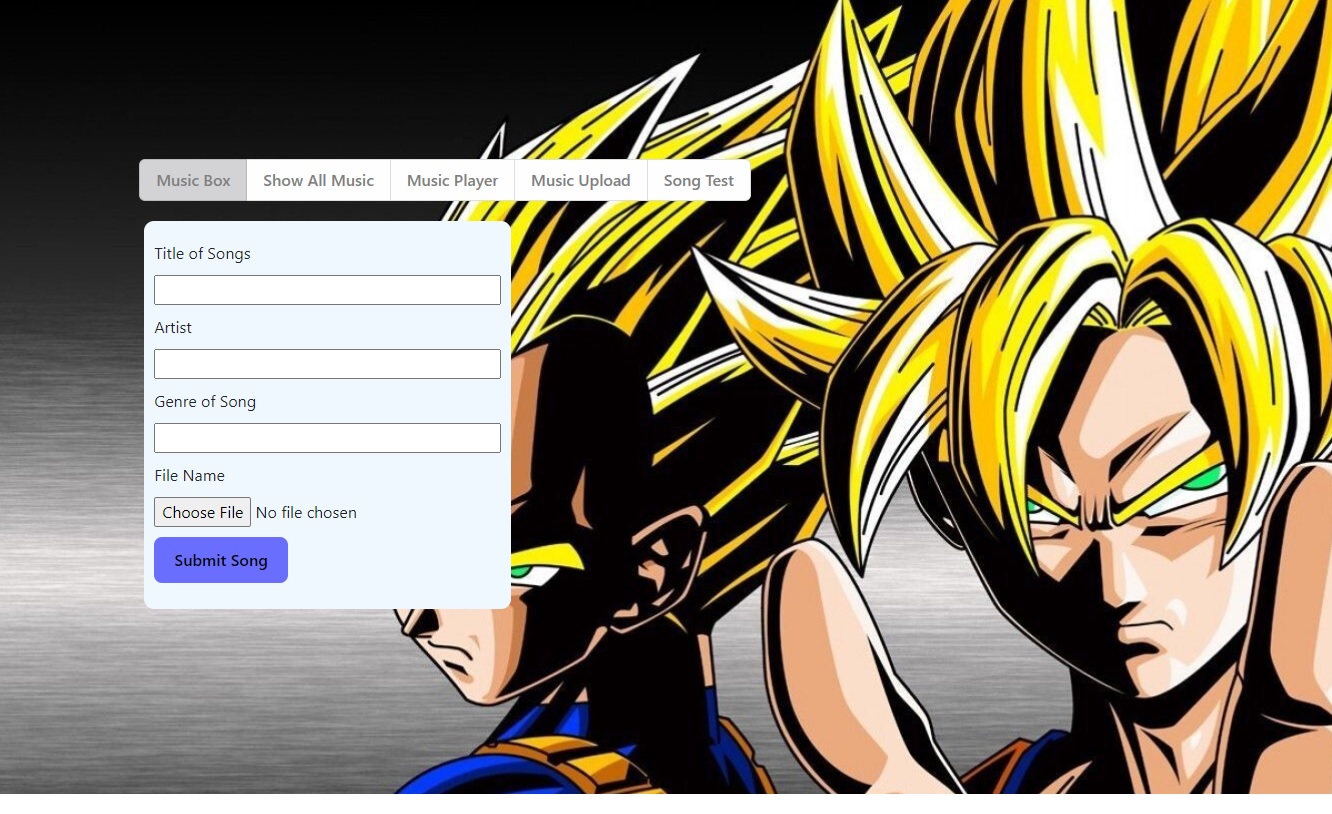 Music Box Show All Music Music Player Music Upload Song Test
Title of Songs
Artist
Genre of Song
File Name
Choose File No file chosen
Submit Song